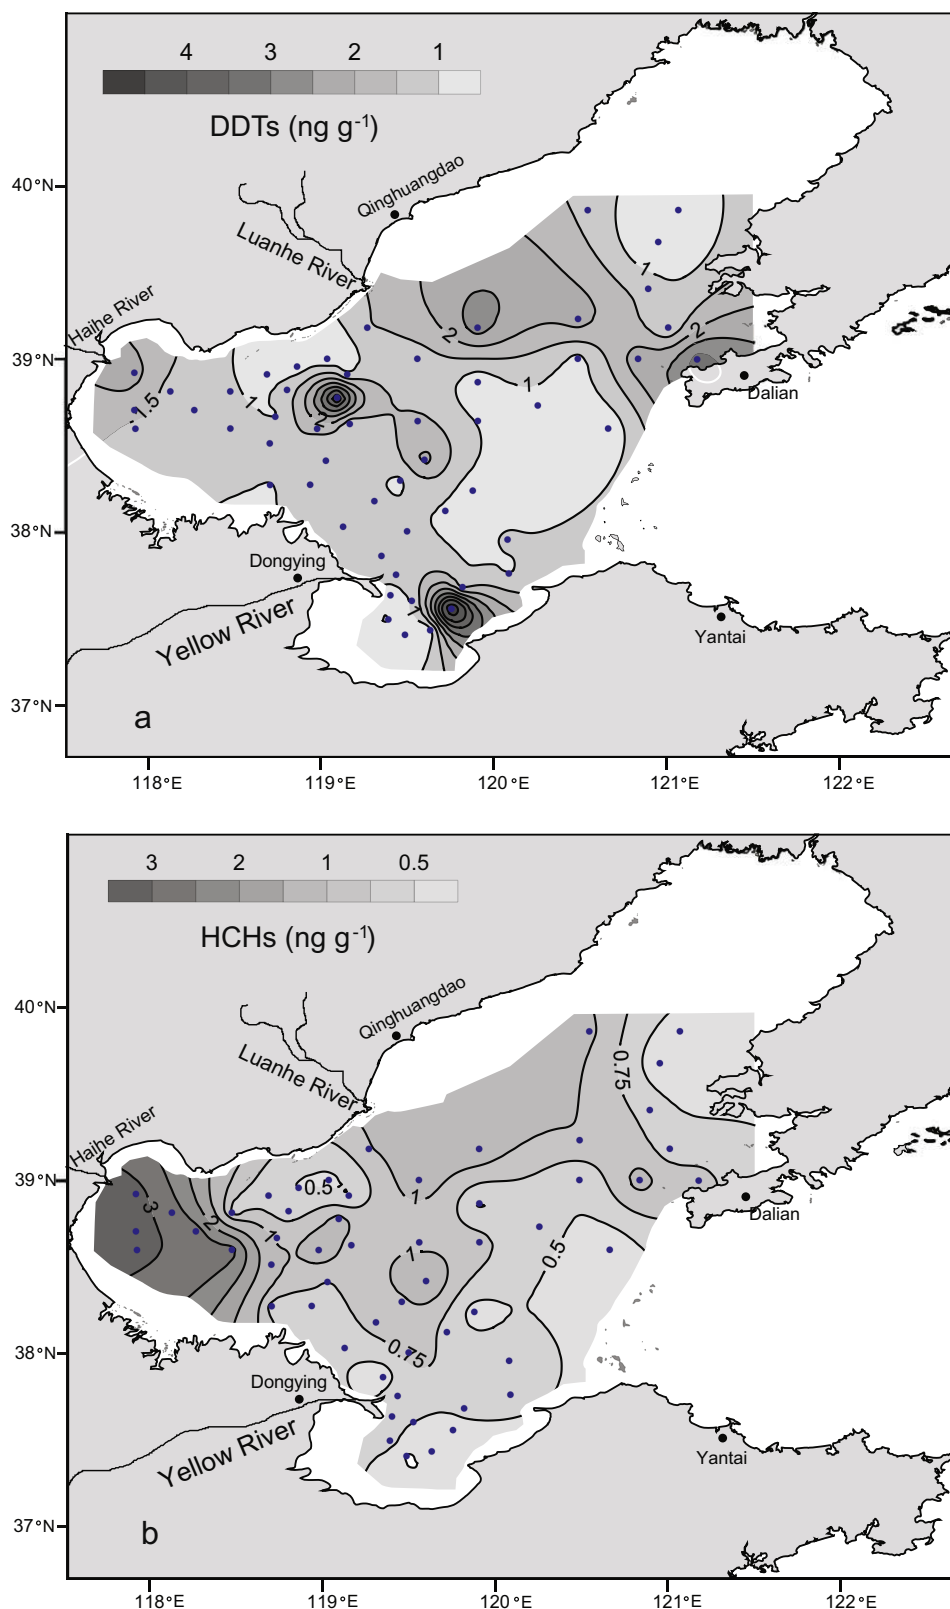 4 3 2 1
DDTs (ng g⁻¹)
40°N
Qinghuangdao
Luanhe River
Haihe River
1
2
2
39°N
Dalian
1.5
1
2
1
38°N
Dongying
1
Yellow River
Yantai
37°N
a
118°E 119°E 120°E 121°E 122°E
3 2 1 0.5
HCHs (ng g⁻¹)
40°N
Qinghuangdao
Luanhe River
0.75
Haihe River
39°N
0.5
3
2
1
1
Dalian
1
0.5
38°N
0.75
Dongying
Yellow River
Yantai
37°N
b
118°E 119°E 120°E 121°E 122°E